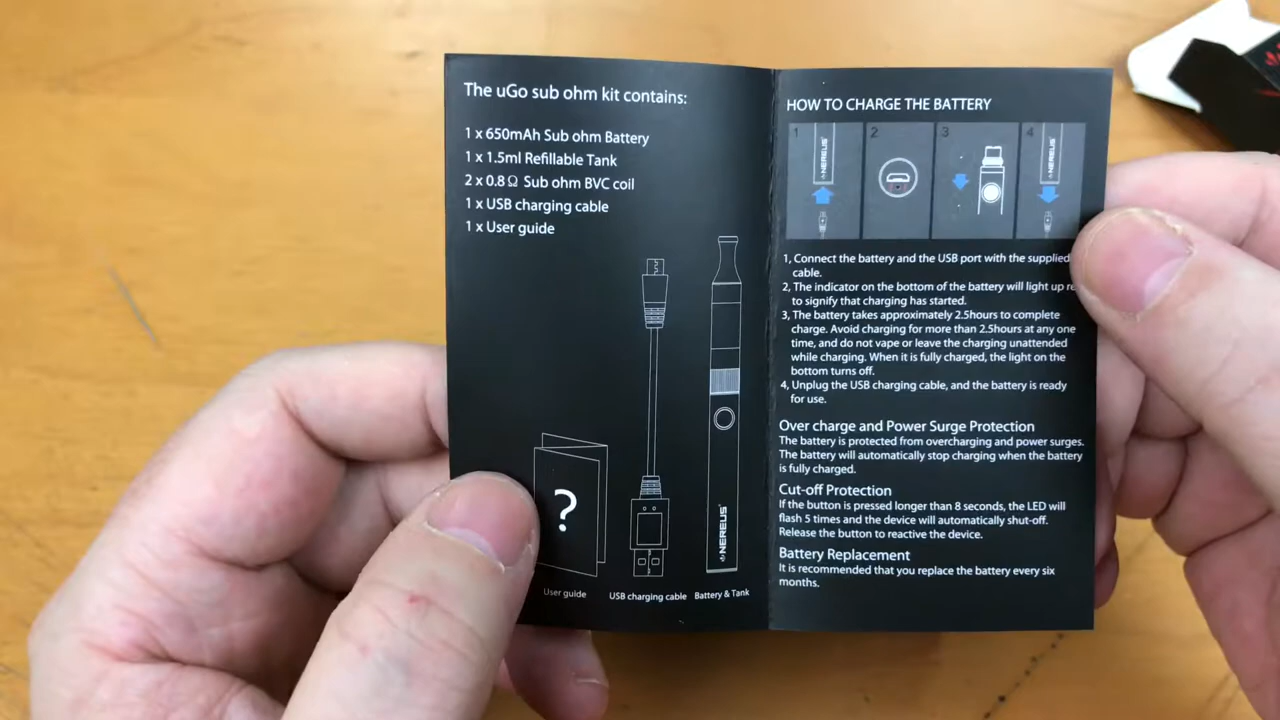 The uGo sub ohm kit contains:
1 x 650mAh Sub ohm Battery
1 x 1.5ml Refillable Tank
2 x 0.8Ω Sub ohm BVC coil
1 x USB charging cable
1 x User guide
?
NEREUS
User guide
USB charging cable
Battery & Tank
HOW TO CHARGE THE BATTERY
1
2
3
4
NEREUS
NEREUS
1, Connect the battery and the USB port with the supplied
cable.
2, The indicator on the bottom of the battery will light up
to signify that charging has started.
3, The battery takes approximately 2.5hours to complete
charge. Avoid charging for more than 2.5hours at any one
time, and do not vape or leave the charging unattended
while charging. When it is fully charged, the light on the
bottom turns off.
4, Unplug the USB charging cable, and the battery is ready
for use.
Over charge and Power Surge Protection
The battery is protected from overcharging and power surges.
The battery will automatically stop charging when the battery
is fully charged.
Cut-off Protection
If the button is pressed longer than 8 seconds, the LED will
flash 5 times and the device will automatically shut-off.
Release the button to reactive the device.
Battery Replacement
It is recommended that you replace the battery every six
months.